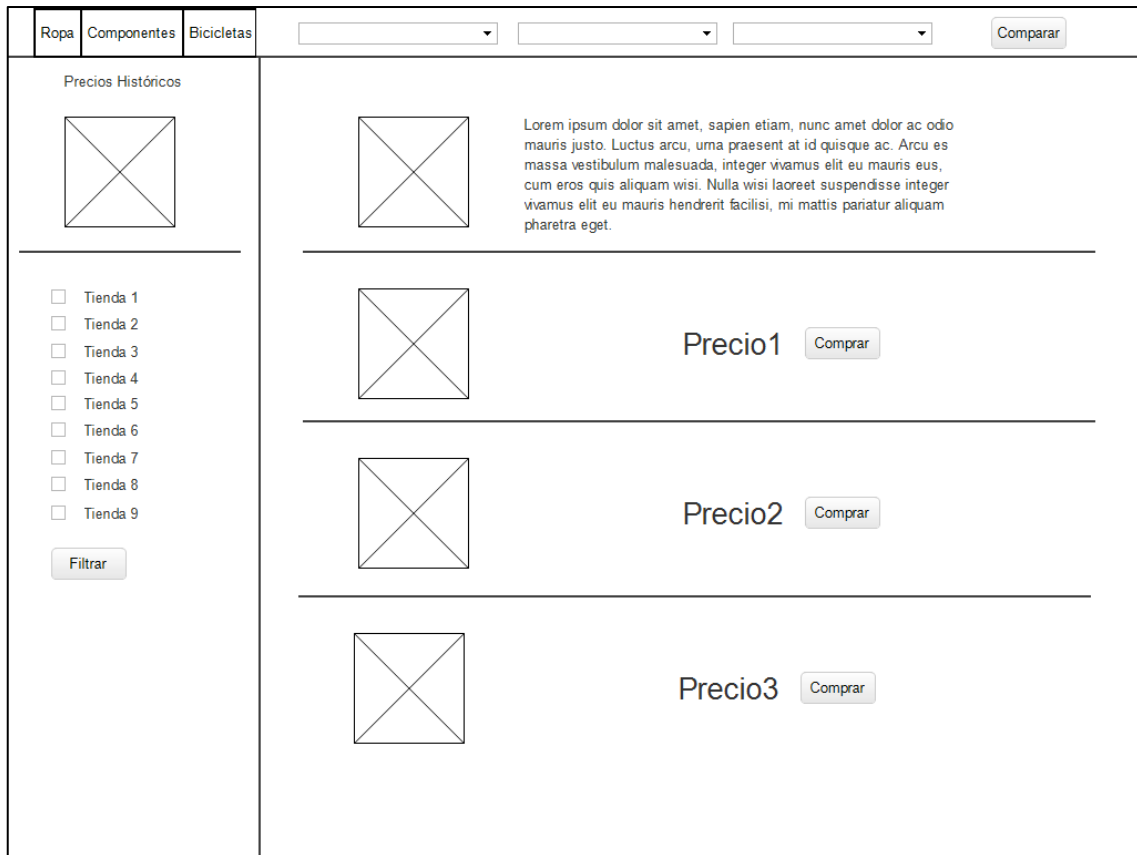 Ropa Componentes Bicicletas Comparar
Precios Históricos
Lorem ipsum dolor sit amet, sapien etiam, nunc amet dolor ac odio
mauris justo. Luctus arcu, urna praesent at id quisque ac. Arcu es
massa vestibulum malesuada, integer vivamus elit eu mauris eus,
cum eros quis aliquam wisi. Nulla wisi laoreet suspendisse integer
vivamus elit eu mauris hendrerit facilisi, mi mattis pariatur aliquam
pharetra eget.
Tienda 1
Tienda 2
Tienda 3
Tienda 4
Tienda 5
Tienda 6
Tienda 7
Tienda 8
Tienda 9
Filtrar
Precio1 Comprar
Precio2 Comprar
Precio3 Comprar